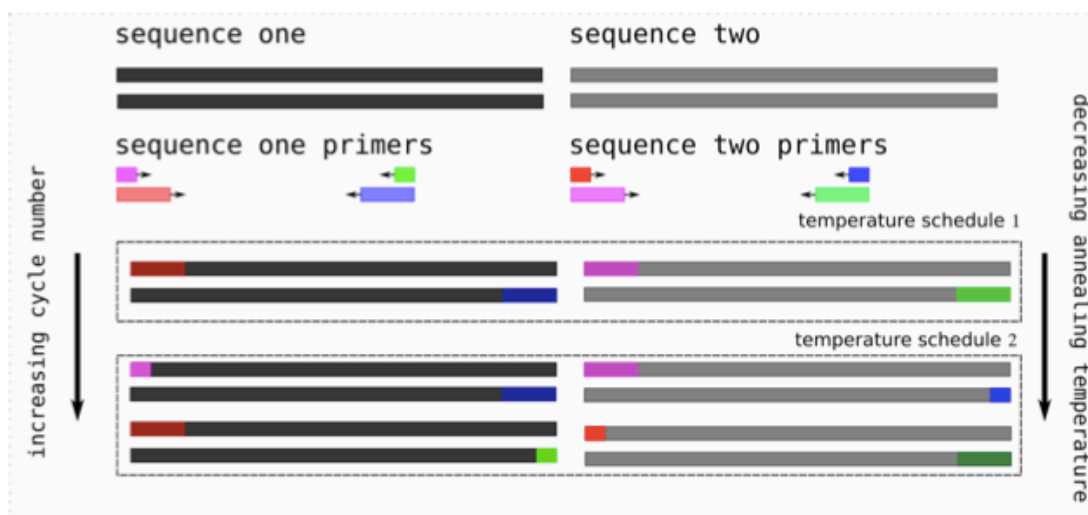 sequence one
sequence two
sequence one primers
sequence two primers
temperature schedule 1
temperature schedule 2
increasing cycle number
decreasing annealing temperature